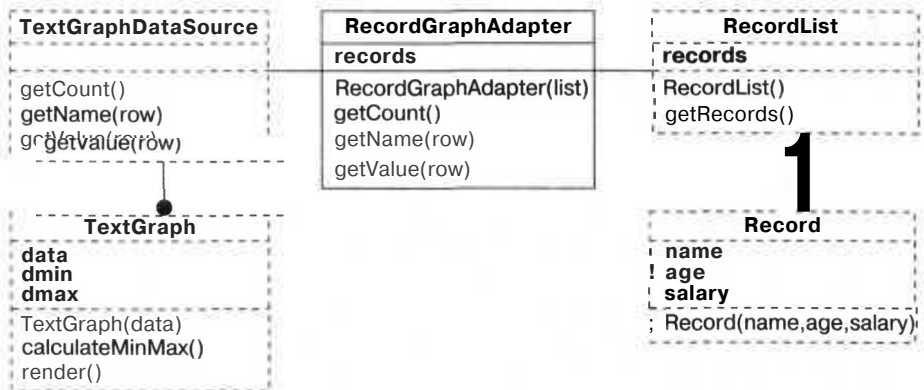 TextGraphDataSource
getCount()
getName(row)
getvalue(row)
RecordGraphAdapter
records
RecordGraphAdapter(list)
getCount()
getName(row)
getValue(row)
RecordList
records
RecordList()
getRecords()
1
TextGraph
data
dmin
dmax
TextGraph(data)
calculateMinMax()
render()
Record
name
! age
salary
; Record(name,age,salary)